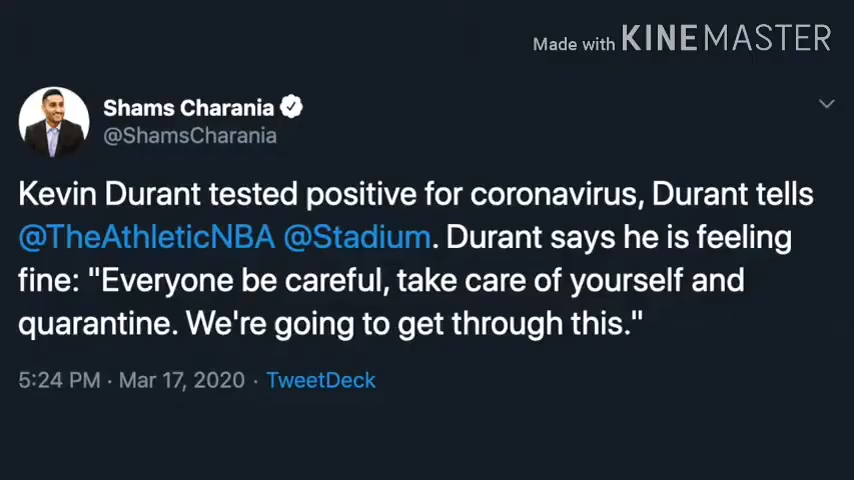 Made with KINEMASTER
Shams Charania
@ShamsCharania
Kevin Durant tested positive for coronavirus, Durant tells
@TheAthleticNBA @Stadium. Durant says he is feeling
fine: "Everyone be careful, take care of yourself and
quarantine. We're going to get through this."
5:24 PM · Mar 17, 2020 · TweetDeck